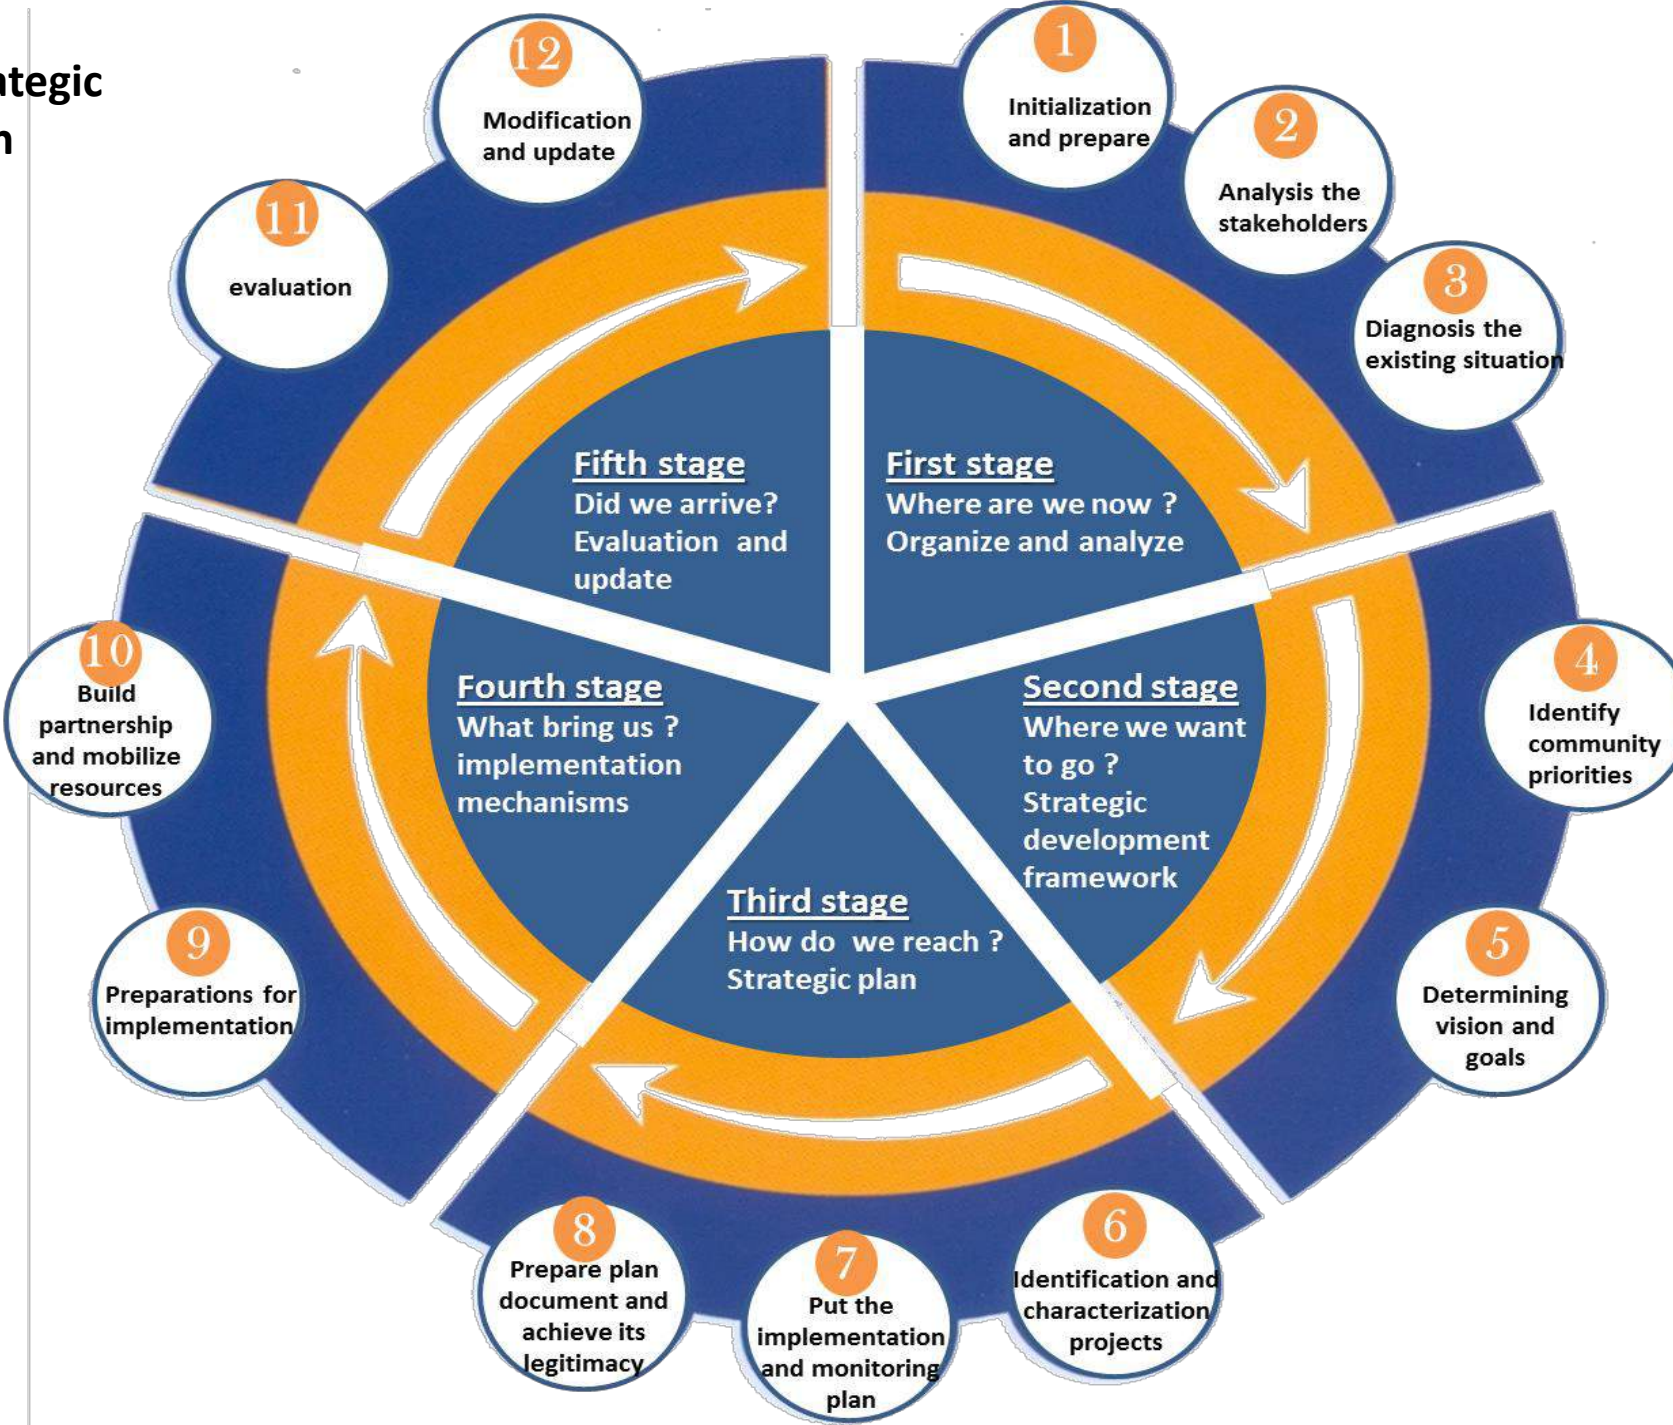 1
Initialization
and prepare
2
Analysis the
stakeholders
3
Diagnosis the
existing situation
4
Identify
community
priorities
5
Determining
vision and
goals
6
Identification and
characterization
projects
7
Put the
implementation
and monitoring
plan
8
Prepare plan
document and
achieve its
legitimacy
9
Preparations for
implementation
10
Build
partnership
and mobilize
resources
11
evaluation
12
Modification
and update
First stage
Where are we now ?
Organize and analyze
Second stage
Where we want
to go ?
Strategic
development
framework
Third stage
How do we reach ?
Strategic plan
Fourth stage
What bring us ?
implementation
mechanisms
Fifth stage
Did we arrive?
Evaluation and
update